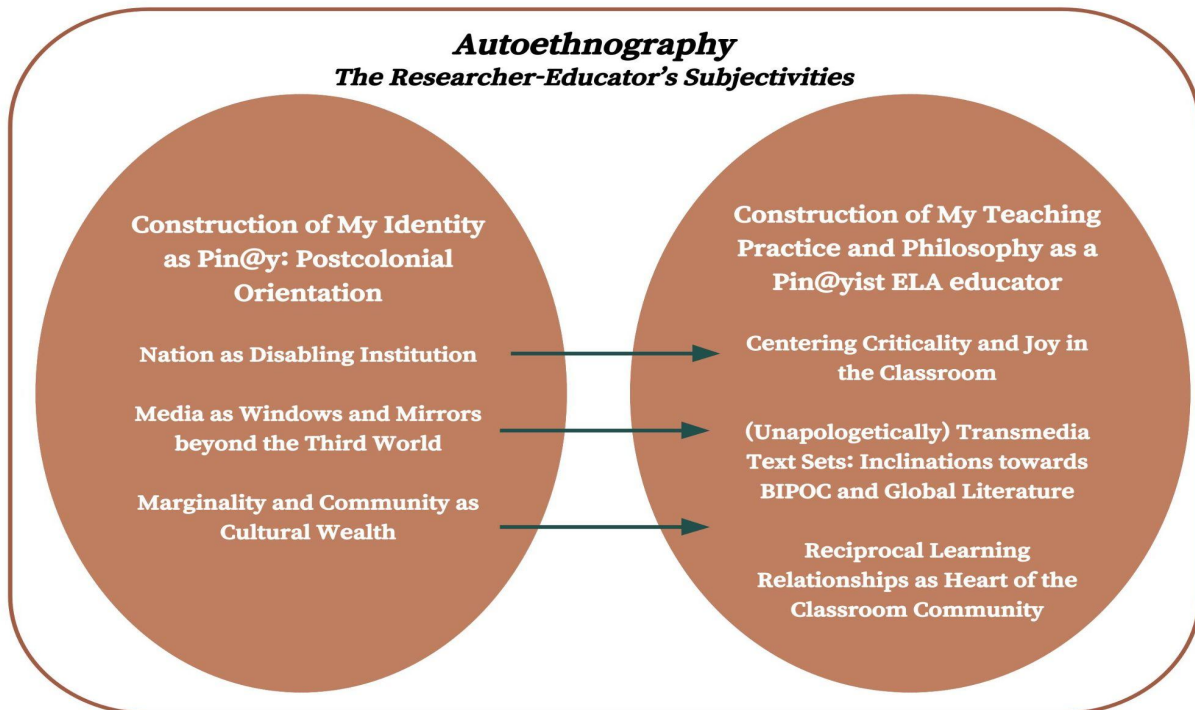 Autoethnography
The Researcher-Educator's Subjectivities
Construction of My Identity
as Pin@y: Postcolonial
Orientation
Nation as Disabling Institution
Media as Windows and Mirrors
beyond the Third World
Marginality and Community as
Cultural Wealth
Construction of My Teaching
Practice and Philosophy as a
Pin@yist ELA educator
Centering Criticality and Joy in
the Classroom
(Unapologetically) Transmedia
Text Sets: Inclinations towards
BIPOC and Global Literature
Reciprocal Learning
Relationships as Heart of the
Classroom Community